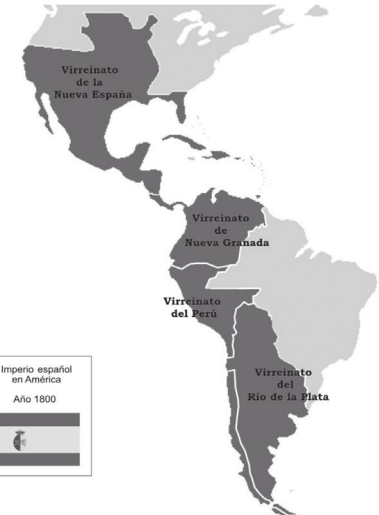 Virreinato
de la
Nueva España
Virreinato
de
Nueva Granada
Virreinato
del Perú
Virreinato
del
Río de la Plata
Imperio español
en América
Año 1800